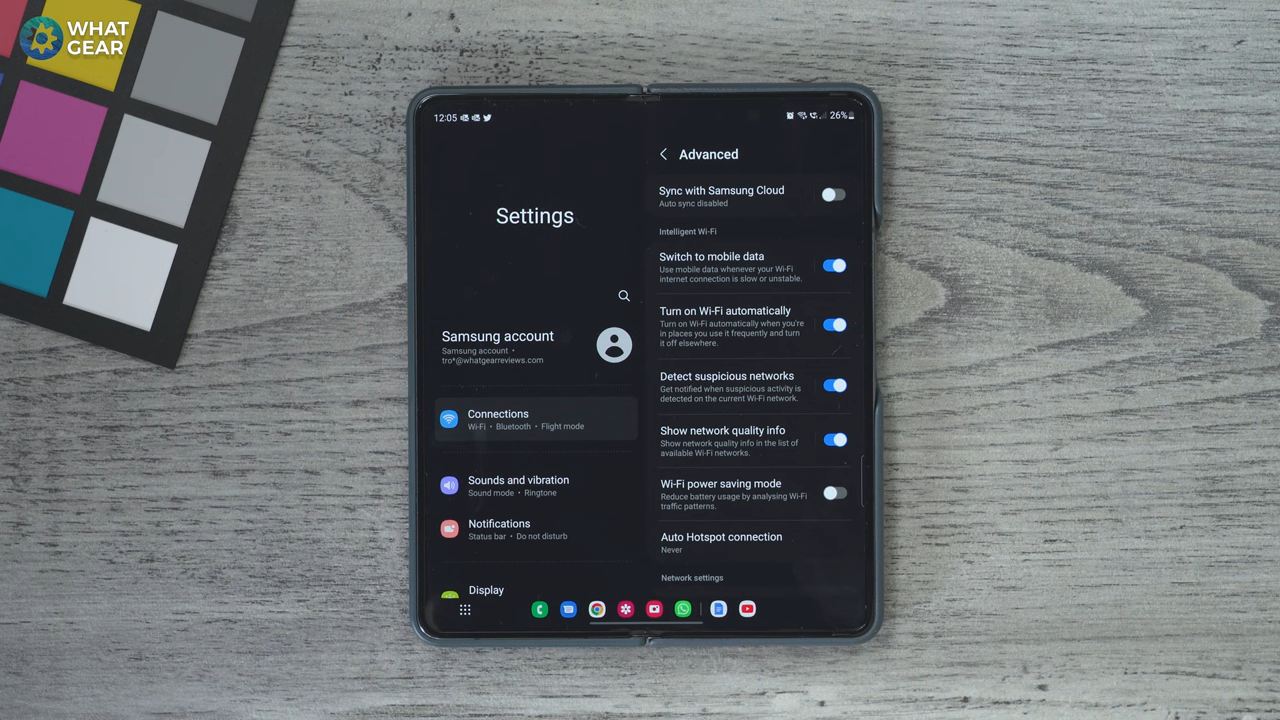 WHAT
GEAR
12:05
26%
Settings
Samsung account
Samsung account •
tro*@whatgearreviews.com
Connections
Wi-Fi • Bluetooth • Flight mode
Sounds and vibration
Sound mode • Ringtone
Notifications
Status bar • Do not disturb
Display
Advanced
Sync with Samsung Cloud
Auto sync disabled
Intelligent Wi-Fi
Switch to mobile data
Use mobile data whenever your Wi-Fi
internet connection is slow or unstable.
Turn on Wi-Fi automatically
Turn on Wi-Fi automatically when you're
in places you use it frequently and turn
it off elsewhere.
Detect suspicious networks
Get notified when suspicious activity is
detected on the current Wi-Fi network.
Show network quality info
Show network quality info in the list of
available Wi-Fi networks.
Wi-Fi power saving mode
Reduce battery usage by analysing Wi-Fi
traffic patterns.
Auto Hotspot connection
Never
Network settings